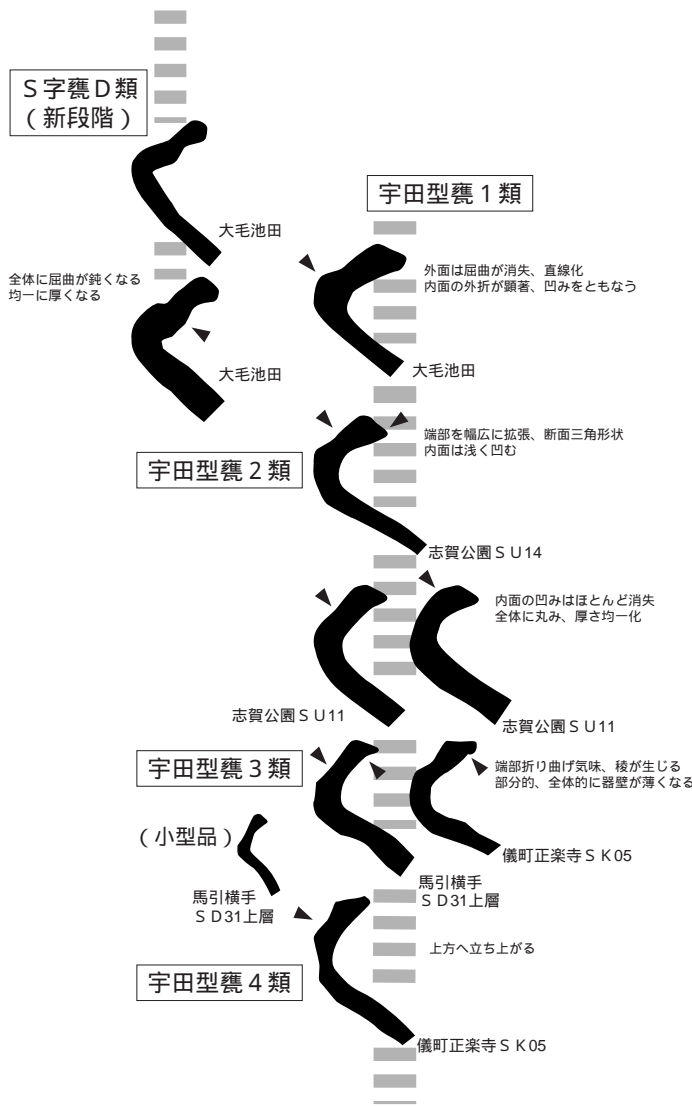 S字甕D類
(新段階)
大毛池田
全体に屈曲が鈍くなる
均一に厚くなる
大毛池田
宇田型甕1類
外面は屈曲が消失、直線化
内面の外折が顕著、凹みをともなう
大毛池田
宇田型甕2類
端部を幅広に拡張、断面三角形状
内面は浅く凹む
志賀公園SU14
内面の凹みはほとんど消失
全体に丸み、厚さ均一化
志賀公園SU11
志賀公園SU11
宇田型甕3類
端部折り曲げ気味、稜が生じる
部分的、全体的に器壁が薄くなる
(小型品)
儀町正楽寺SK05
馬引横手
SD31上層
馬引横手
SD31上層
上方へ立ち上がる
宇田型甕4類
儀町正楽寺SK05